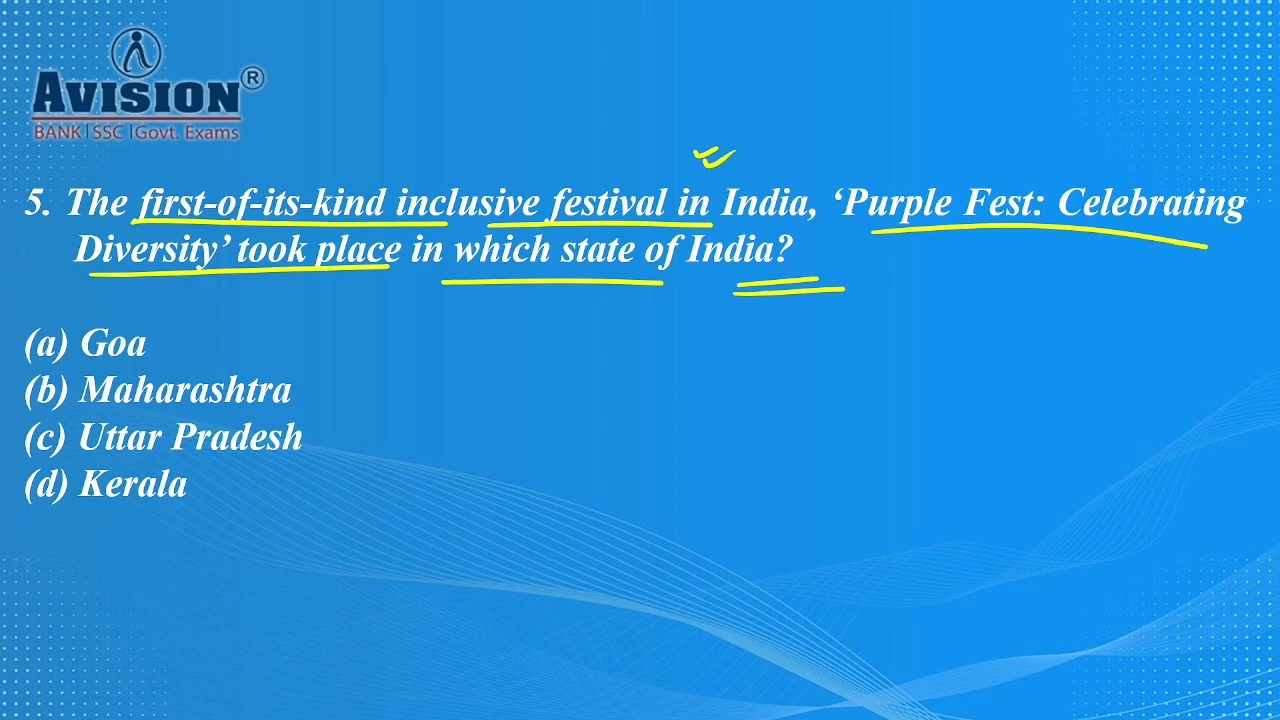 AVISION®
BANK | SSC | Govt. Exams
5. The first-of-its-kind inclusive festival in India, ‘Purple Fest: Celebrating
Diversity’ took place in which state of India?
(a) Goa
(b) Maharashtra
(c) Uttar Pradesh
(d) Kerala